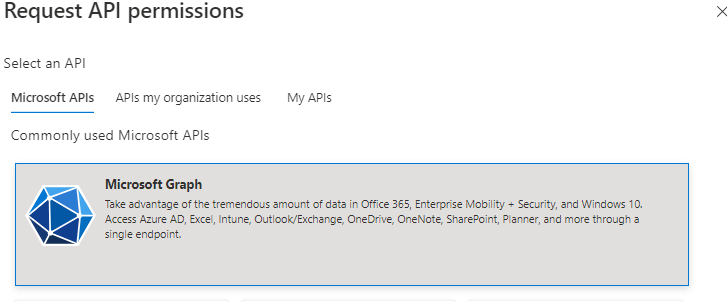 Request API permissions
Select an API
Microsoft APIs APIs my organization uses My APIs
Commonly used Microsoft APIs
Microsoft Graph
Take advantage of the tremendous amount of data in Office 365, Enterprise Mobility + Security, and Windows 10.
Access Azure AD, Excel, Intune, Outlook/Exchange, OneDrive, OneNote, SharePoint, Planner, and more through a
single endpoint.